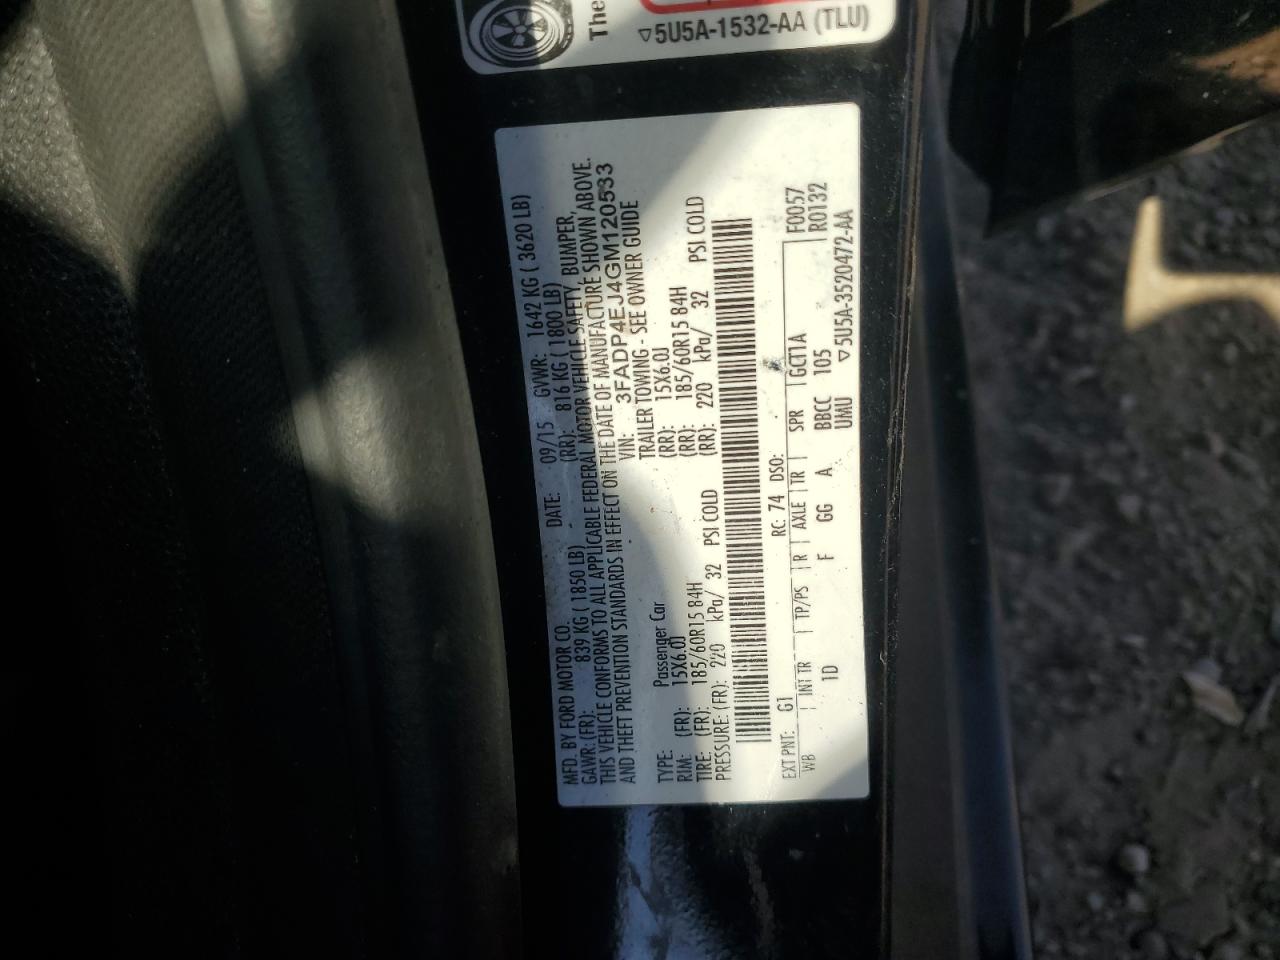 The
▽5U5A-1532-AA (TLU)
MFD. BY FORD MOTOR CO. DATE: 09/15 GVWR: 1642 KG ( 3620 LB)
GAWR: (FR): 839 KG ( 1850 LB) (RR): 816 KG ( 1800 LB)
THIS VEHICLE CONFORMS TO ALL APPLICABLE FEDERAL MOTOR VEHICLE SAFETY, BUMPER,
AND THEFT PREVENTION STANDARDS IN EFFECT ON THE DATE OF MANUFACTURE SHOWN ABOVE.
VIN: 3FADP4EJ4GM120533
TYPE: Passenger Car TRAILER TOWING - SEE OWNER GUIDE
RIM: (FR): 15X6.0J (RR): 15X6.0J
TIRE: (FR): 185/60R15 84H (RR): 185/60R15 84H
PRESSURE: (FR): 220 kPa/ 32 PSI COLD (RR): 220 kPa/ 32 PSI COLD
RC: 74 DSO:
EXT PNT: G1 F0057
WB INT TR TP/PS R AXLE TR SPR GCT1A R0132
1D F GG A BBCC 105
UMU ▽5U5A-3520472-AA